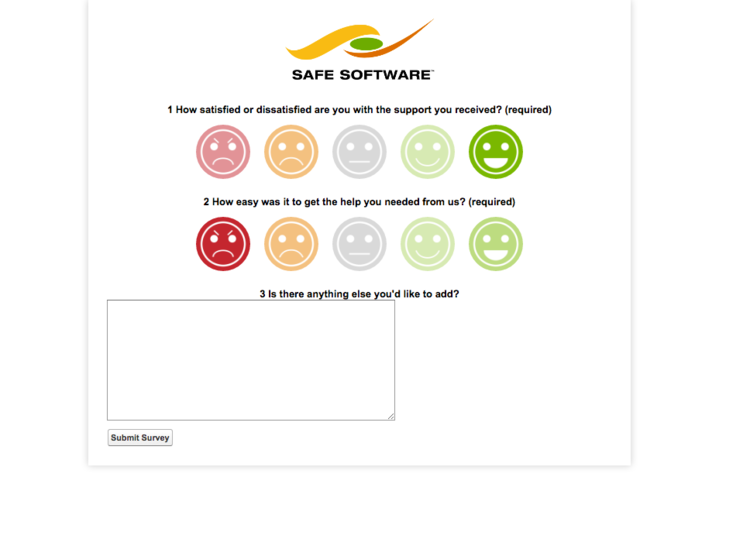 SAFE SOFTWARE™
1 How satisfied or dissatisfied are you with the support you received? (required)
2 How easy was it to get the help you needed from us? (required)
3 Is there anything else you'd like to add?
Submit Survey